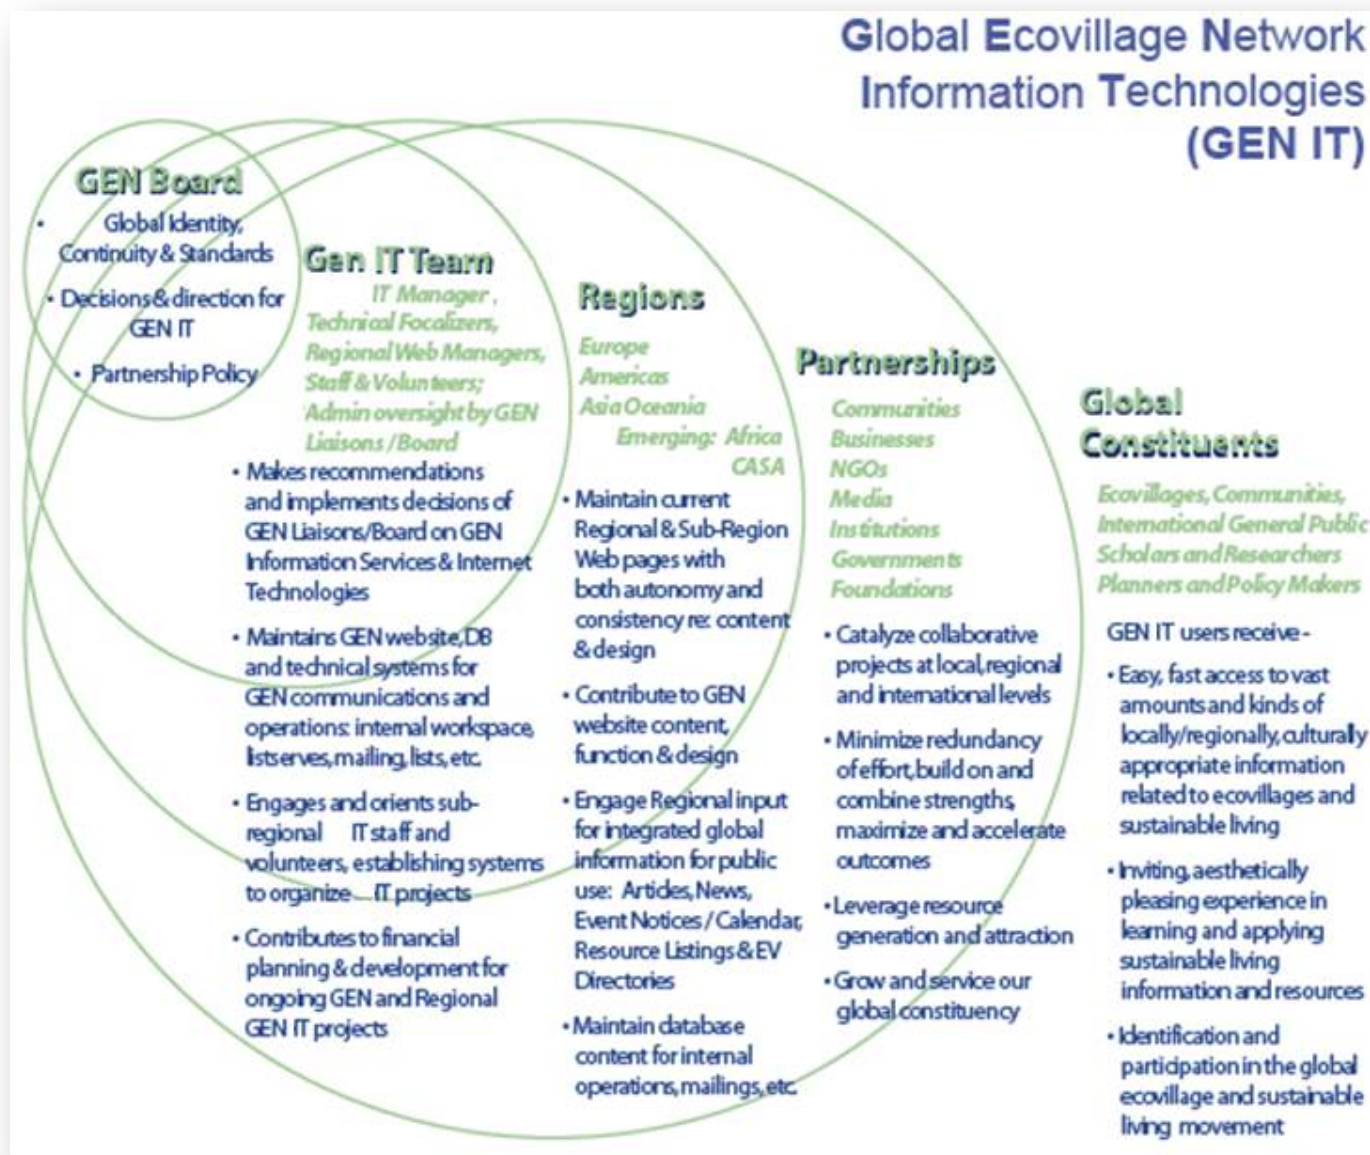 Global Ecovillage Network
Information Technologies
(GEN IT)
GEN Board
• Global Identity,
Continuity & Standards
• Decisions & direction for
GEN IT
• Partnership Policy
Gen IT Team
IT Manager ,
Technical Focalizers,
Regional Web Managers,
Staff & Volunteers;
Admin oversight by GEN
Liaisons /Board
• Makes recommendations
and implements decisions of
GEN Liaisons/Board on GEN
Information Services & Internet
Technologies
• Maintains GEN website, DB
and technical systems for
GEN communications and
operations: internal workspace,
listserves, mailing, lists, etc.
• Engages and orients sub-
regional IT staff and
volunteers, establishing systems
to organize IT projects
• Contributes to financial
planning & development for
ongoing GEN and Regional
GEN IT projects
Regions
Europe
Americas
Asia Oceania
Emerging: Africa
CASA
• Maintain current
Regional & Sub-Region
Web pages with
both autonomy and
consistency re: content
& design
• Contribute to GEN
website content,
function & design
• Engage Regional input
for integrated global
information for public
use: Articles, News,
Event Notices / Calendar,
Resource Listings & EV
Directories
• Maintain database
content for internal
operations, mailings, etc.
Partnerships
Communities
Businesses
NGOs
Media
Institutions
Governments
Foundations
• Catalyze collaborative
projects at local, regional
and international levels
• Minimize redundancy
of effort, build on and
combine strengths,
maximize and accelerate
outcomes
• Leverage resource
generation and attraction
• Grow and service our
global constituency
Global
Constituents
Ecovillages, Communities,
International General Public
Scholars and Researchers
Planners and Policy Makers
GEN IT users receive -
• Easy, fast access to vast
amounts and kinds of
locally/regionally, culturally
appropriate information
related to ecovillages and
sustainable living
• Inviting, aesthetically
pleasing experience in
learning and applying
sustainable living
information and resources
• Identification and
participation in the global
ecovillage and sustainable
living movement